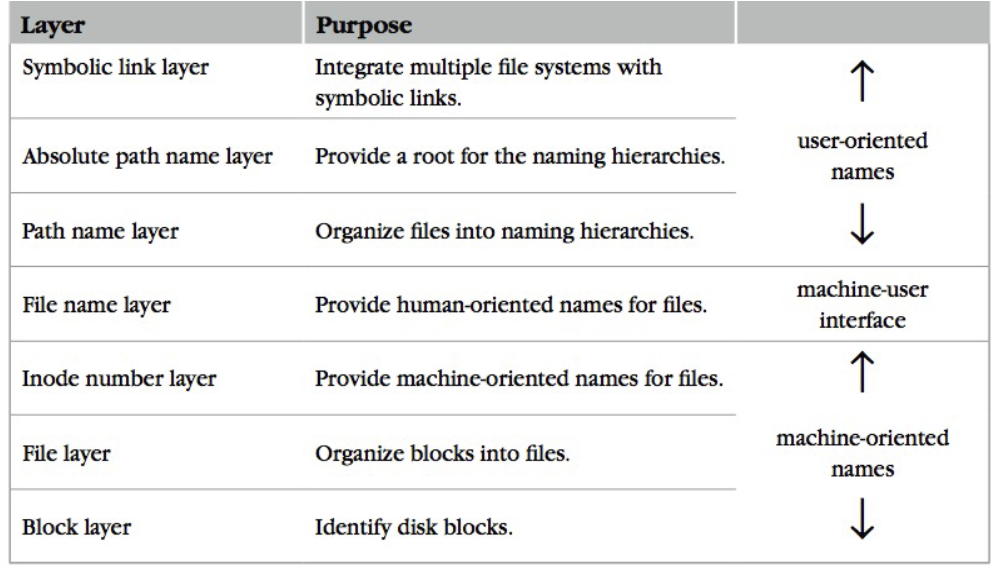 Layer Purpose
Symbolic link layer Integrate multiple file systems with
symbolic links.
↑
Absolute path name layer Provide a root for the naming hierarchies.
user-oriented
names
Path name layer Organize files into naming hierarchies.
↓
File name layer Provide human-oriented names for files.
machine-user
interface
Inode number layer Provide machine-oriented names for files.
↑
File layer Organize blocks into files.
machine-oriented
names
Block layer Identify disk blocks.
↓